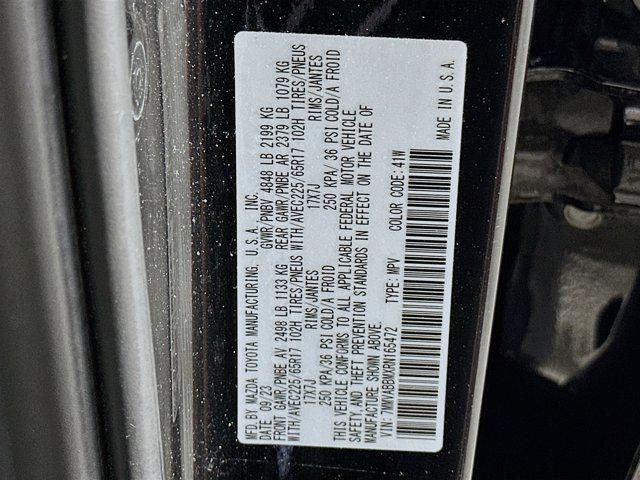 MFD.BY MAZDA TOYOTA MANUFACTURING, U.S.A. INC.
DATE 09/23 GVWR/PNBV 4848 LB 2199 KG
FRONT GAWR/PNBE AV 2498 LB 1133 KG REAR GAWR/PNBE AR 2379 LB 1079 KG
WITH/AVEC225/65R17 102H TIRES/PNEUS WITH/AVEC225/65R17 102H TIRES/PNEUS
17X7J RIMS/JANTES 17X7J RIMS/JANTES
250 KPA/36 PSI COLD/A FROID 250 KPA/36 PSI COLD/A FROID
THIS VEHICLE CONFORMS TO ALL APPLICABLE FEDERAL MOTOR VEHICLE
SAFETY, AND THEFT PREVENTION STANDARDS IN EFFECT ON THE DATE OF
MANUFACTURE SHOWN ABOVE.
VIN: 7MMVABBMXRN165472 TYPE: MPV COLOR CODE: 41W
MADE IN U.S.A.